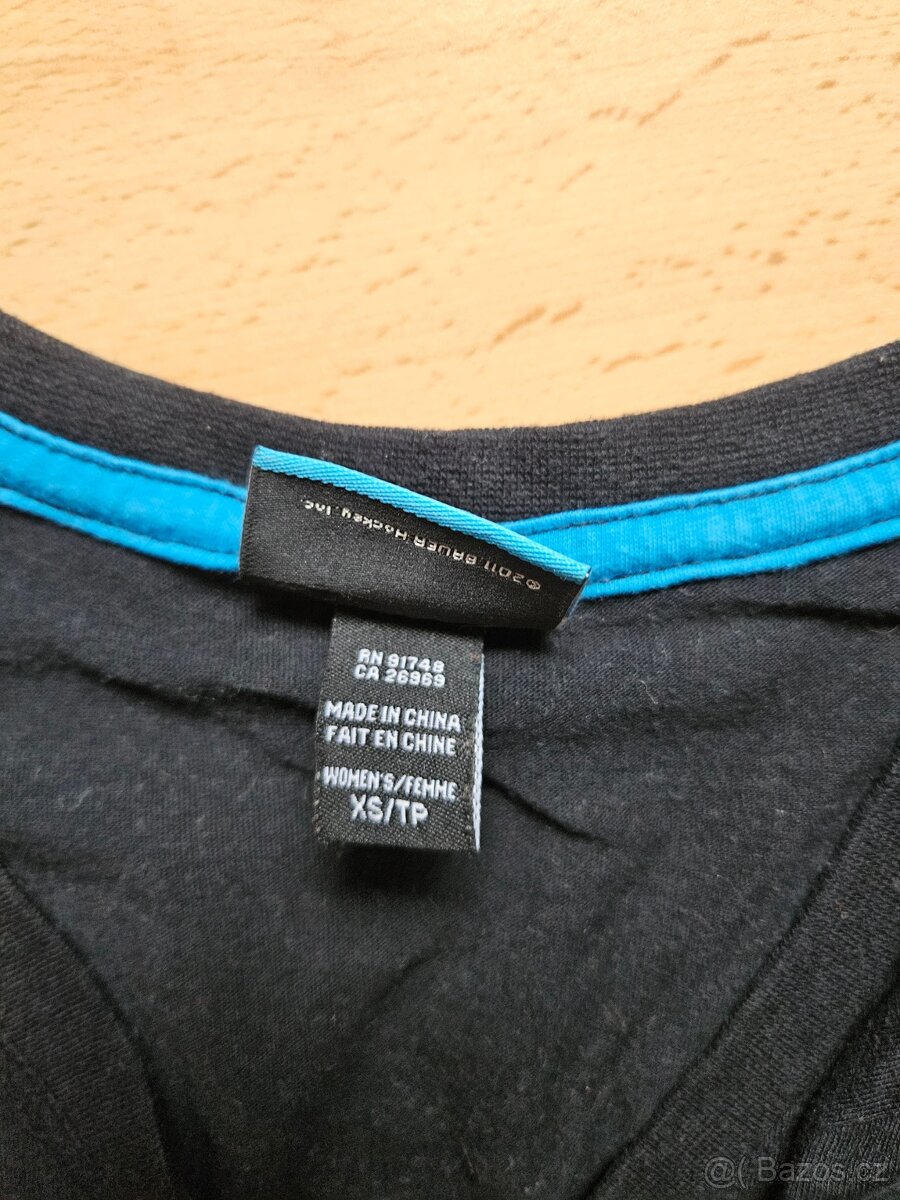 ©2011 BAUER Hockey, Inc.
RN 91748
CA 26969
MADE IN CHINA
FAIT EN CHINE
WOMEN'S/FEMME
XS/TP
@( Bazos.cz